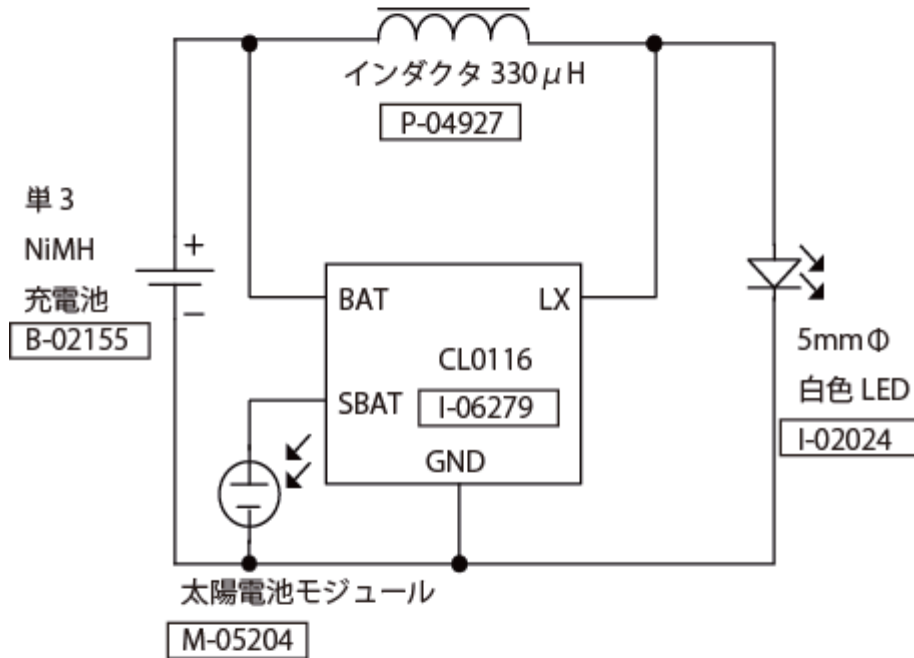 インダクタ 330μH
P-04927
単3
NiMH
充電池
B-02155
+
−
BAT
LX
CL0116
I-06279
SBAT
GND
5mmΦ
白色 LED
I-02024
太陽電池モジュール
M-05204